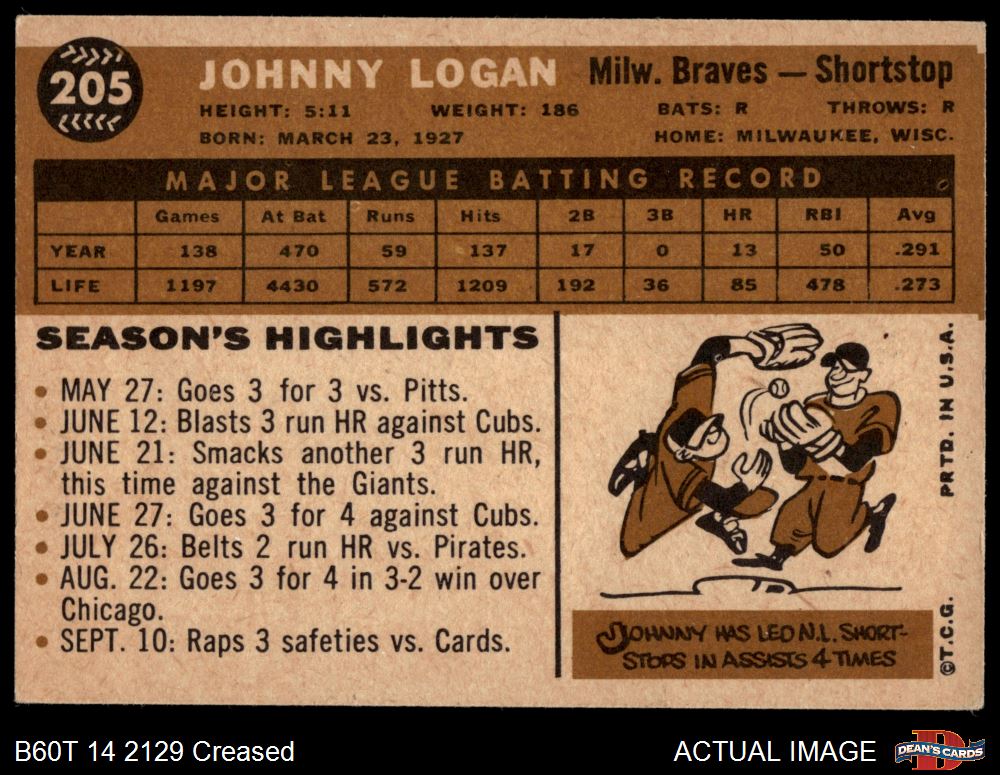 205
JOHNNY LOGAN Milw. Braves — Shortstop
HEIGHT: 5:11 WEIGHT: 186 BATS: R THROWS: R
BORN: MARCH 23, 1927 HOME: MILWAUKEE, WISC.
MAJOR LEAGUE BATTING RECORD
Games At Bat Runs Hits 2B 3B HR RBI Avg
YEAR 138 470 59 137 17 0 13 50 .291
LIFE 1197 4430 572 1209 192 36 85 478 .273
SEASON'S HIGHLIGHTS
• MAY 27: Goes 3 for 3 vs. Pitts.
• JUNE 12: Blasts 3 run HR against Cubs.
• JUNE 21: Smacks another 3 run HR,
this time against the Giants.
• JUNE 27: Goes 3 for 4 against Cubs.
• JULY 26: Belts 2 run HR vs. Pirates.
• AUG. 22: Goes 3 for 4 in 3-2 win over
Chicago.
• SEPT. 10: Raps 3 safeties vs. Cards.
JOHNNY HAS LED N.L. SHORT-
STOPS IN ASSISTS 4 TIMES
©T.C.G. PRTD. IN U.S.A.
B60T 14 2129 Creased ACTUAL IMAGE
D
DEAN'S CARDS